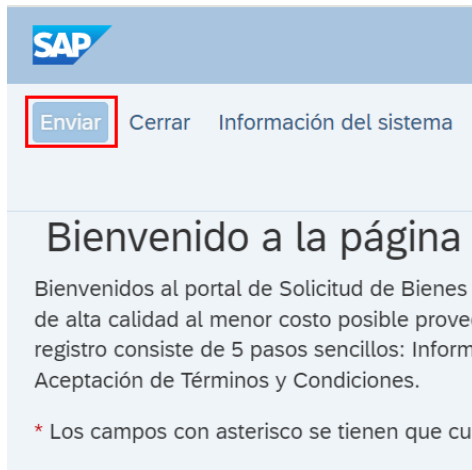 SAP
Enviar Cerrar Información del sistema
Bienvenido a la página
Bienvenidos al portal de Solicitud de Bienes
de alta calidad al menor costo posible prove
registro consiste de 5 pasos sencillos: Inform
Aceptación de Términos y Condiciones.
* Los campos con asterisco se tienen que cu